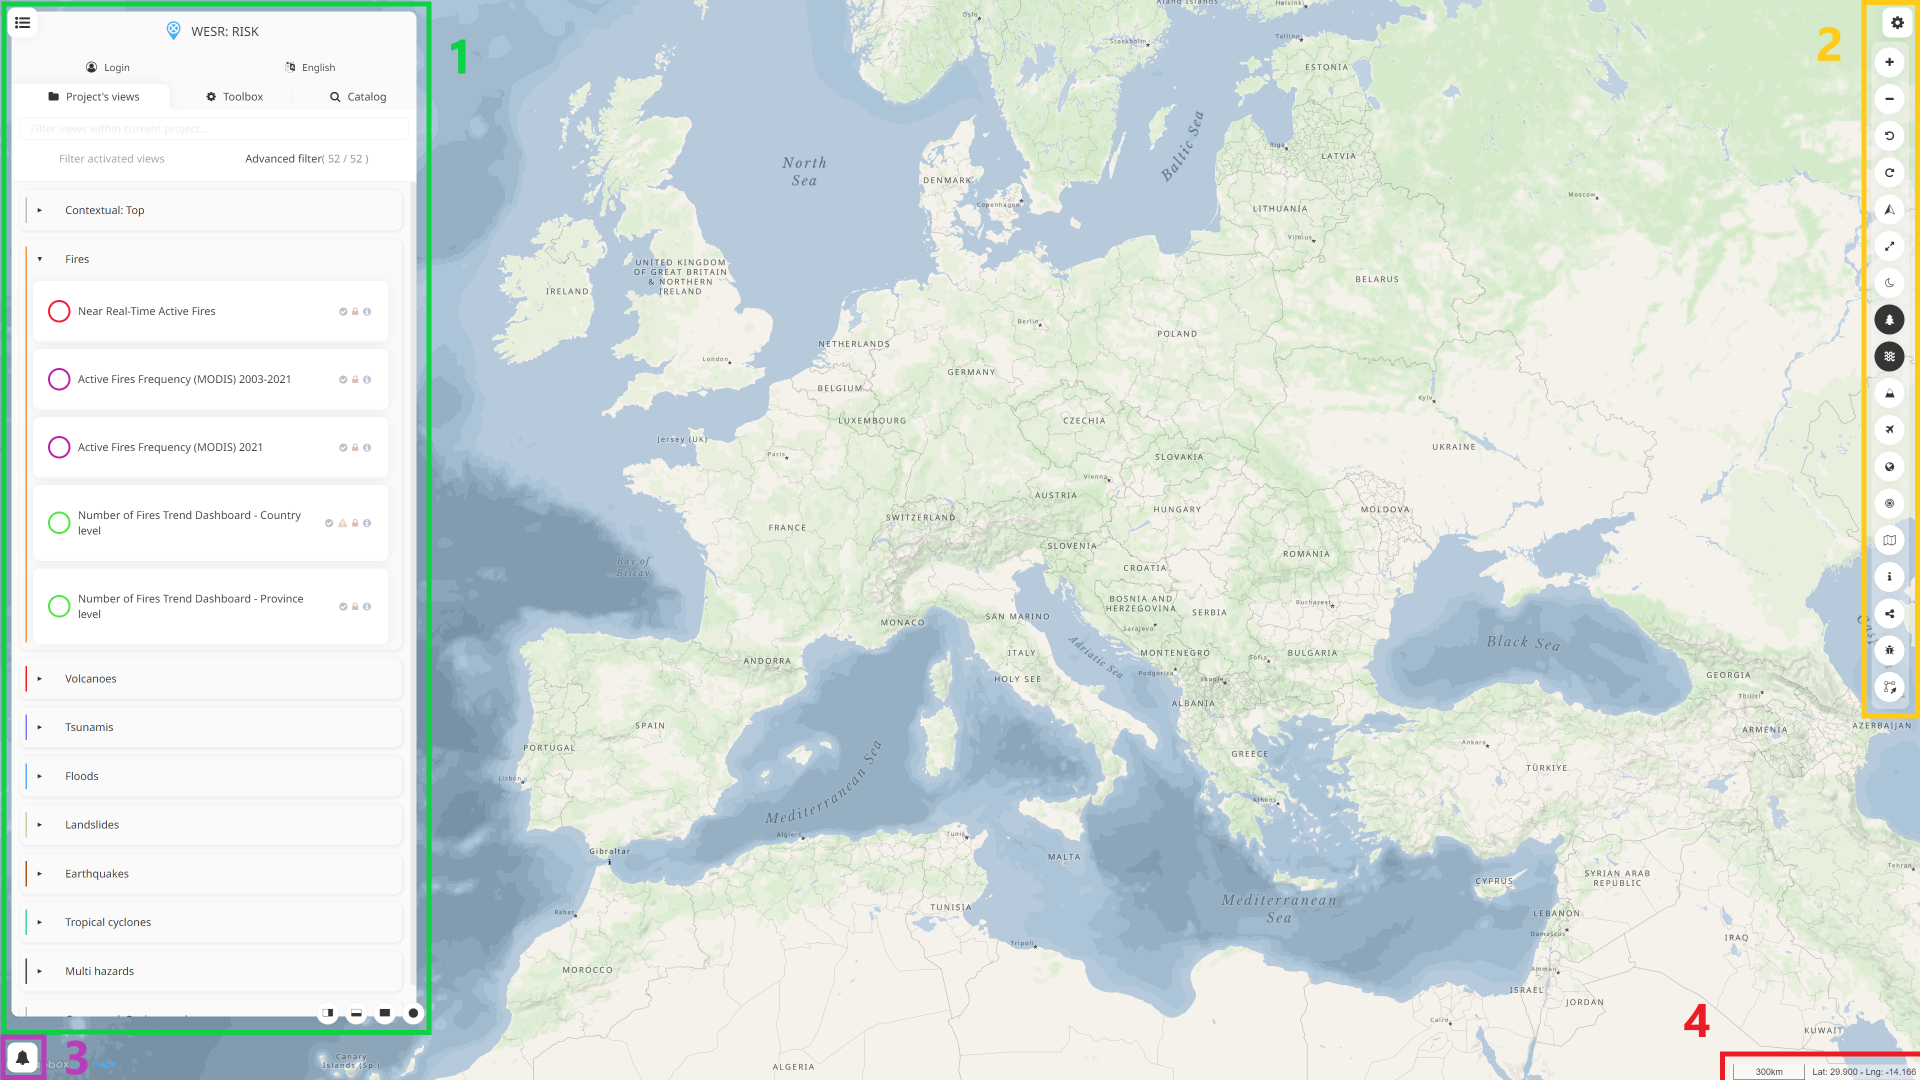 WESR: RISK
Login
English
Project's views
Toolbox
Catalog
Filter views within current project...
Filter activated views
Advanced filter( 52 / 52 )
Contextual: Top
Fires
Near Real-Time Active Fires
Active Fires Frequency (MODIS) 2003-2021
Active Fires Frequency (MODIS) 2021
Number of Fires Trend Dashboard - Country
level
Number of Fires Trend Dashboard - Province
level
Volcanoes
Tsunamis
Floods
Landslides
Earthquakes
Tropical cyclones
Multi hazards
1
2
3
4
Oslo
Stockholm
Åland Islands
Helsinki
Tallinn
ESTONIA
North
Sea
Baltic Sea
Riga
LATVIA
DENMARK
Copenhagen
LITHUANIA
Vilnius
Moscow
UNITED KINGDOM
OF GREAT BRITAIN
& NORTHERN
IRELAND
IRELAND
BELARUS
Berlin
POLAND
NETHERLANDS
London
GERMANY
BELGIUM
Kyiv
LUXEMBOURG
CZECHIA
Jersey (UK)
Paris
UKRAINE
SLOVAKIA
Vienna
AUSTRIA
SWITZERLAND
HUNGARY
MOLDOVA
FRANCE
SLOVENIA
ROMANIA
Bay of
Biscay
CROATIA
BOSNIA AND
HERZEGOVINA
SERBIA
Bucharest
SAN MARINO
MONACO
Sarajevo
Adriatic Sea
Black Sea
ITALY
MONTENEGRO
BULGARIA
Sofia
ANDORRA
Podgorica
HOLY SEE
Skopje
GEORGIA
Tbilisi
ALBANIA
SPAIN
AZERBAIJAN
ARMENIA
PORTUGAL
Ankara
GREECE
TÜRKIYE
Lisbon
Mediterranean Sea
Athens
Algiers
Tunis
Gibraltar
MALTA
Tehran
SYRIAN ARAB
REPUBLIC
CYPRUS
Mediterranean
Sea
TUNISIA
Rabat
LEBANON
Damascus
IRAQ
Tripoli
Amman
MOROCCO
ISRAEL
JORDAN
Cairo
KUWAIT
Canary
Islands (Sp.)
ALGERIA
300km
Lat: 29.900 - Lng: -14.166